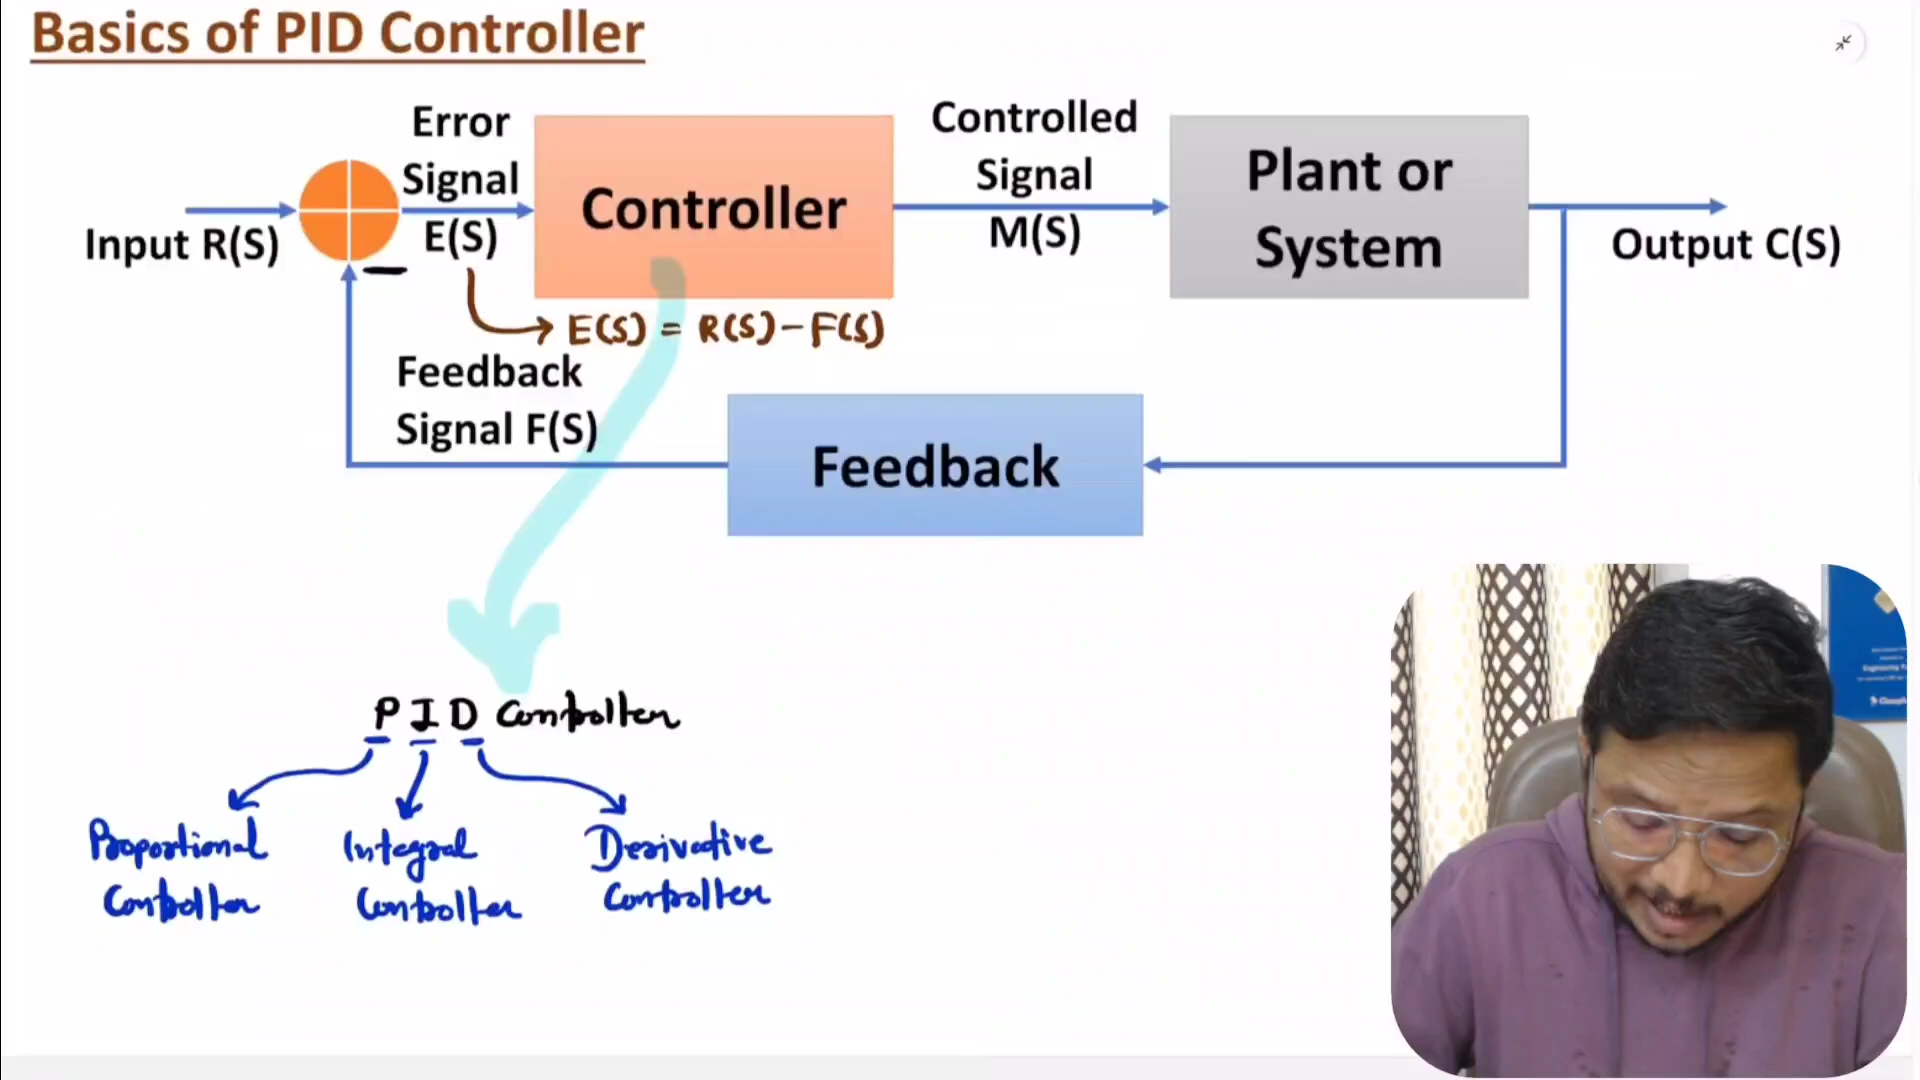 Basics of PID Controller
Error
Signal
E(S)
Controller
Controlled
Signal
M(S)
Plant or
System
Input R(S)
Output C(S)
E(S) = R(S) - F(S)
Feedback
Signal F(S)
Feedback
PID Controller
Proportional
Controller
Integral
Controller
Derivative
Controller